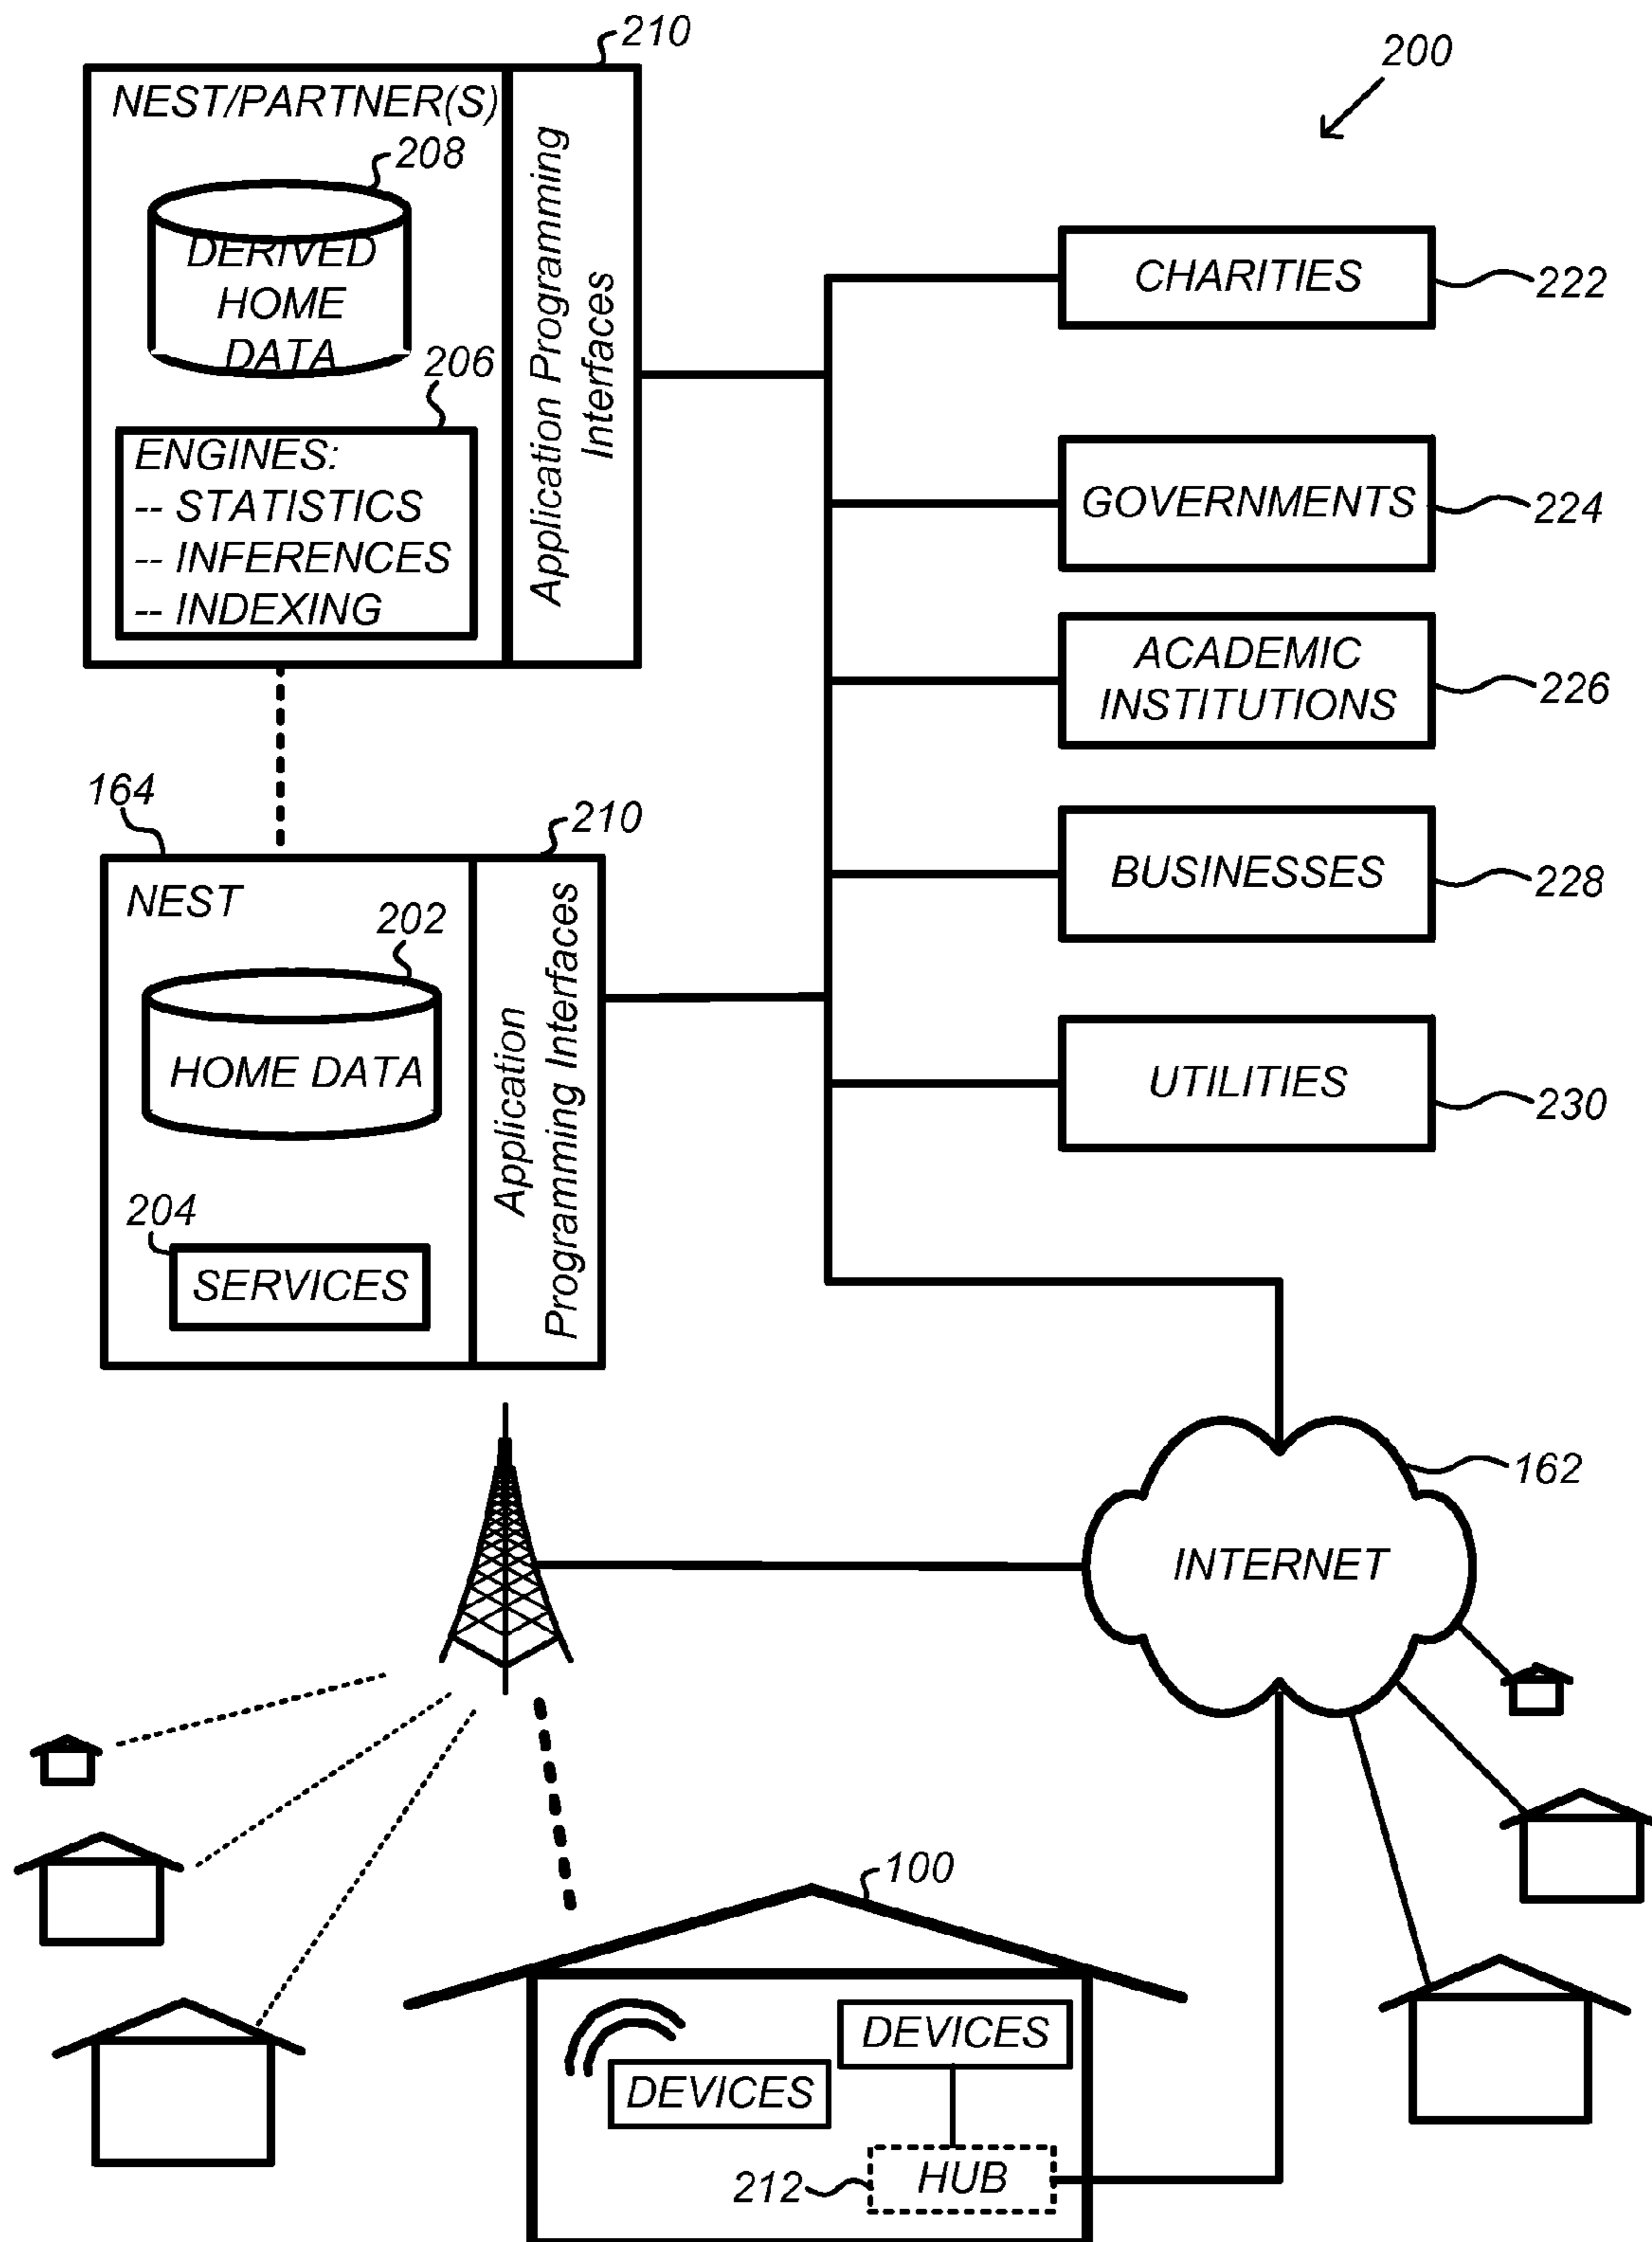 210
200
NEST/PARTNER(S)
208
DERIVED
HOME
DATA
206
ENGINES:
-- STATISTICS
-- INFERENCES
-- INDEXING
Application Programming
Interfaces
CHARITIES
222
GOVERNMENTS
224
ACADEMIC
INSTITUTIONS
226
BUSINESSES
228
UTILITIES
230
164
210
NEST
202
HOME DATA
204
SERVICES
Application
Programming Interfaces
162
INTERNET
100
DEVICES
DEVICES
212
HUB